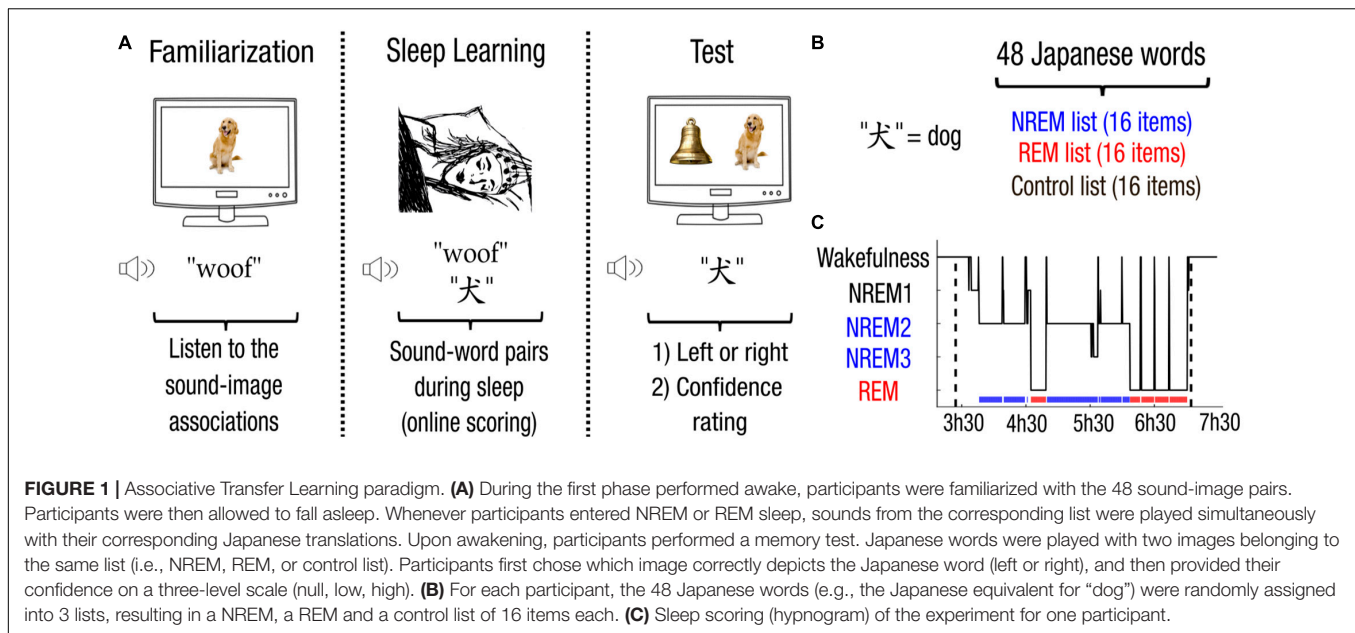 A
Familiarization
"woof"
Listen to the
sound-image
associations
Sleep Learning
"woof"
"犬"
Sound-word pairs
during sleep
(online scoring)
Test
"犬"
1) Left or right
2) Confidence
rating
B
48 Japanese words
"犬" = dog
NREM list (16 items)
REM list (16 items)
Control list (16 items)
C
Wakefulness
NREM1
NREM2
NREM3
REM
3h30 4h30 5h30 6h30 7h30
FIGURE 1 | Associative Transfer Learning paradigm. (A) During the first phase performed awake, participants were familiarized with the 48 sound-image pairs.
Participants were then allowed to fall asleep. Whenever participants entered NREM or REM sleep, sounds from the corresponding list were played simultaneously
with their corresponding Japanese translations. Upon awakening, participants performed a memory test. Japanese words were played with two images belonging to
the same list (i.e., NREM, REM, or control list). Participants first chose which image correctly depicts the Japanese word (left or right), and then provided their
confidence on a three-level scale (null, low, high). (B) For each participant, the 48 Japanese words (e.g., the Japanese equivalent for “dog”) were randomly assigned
into 3 lists, resulting in a NREM, a REM and a control list of 16 items each. (C) Sleep scoring (hypnogram) of the experiment for one participant.